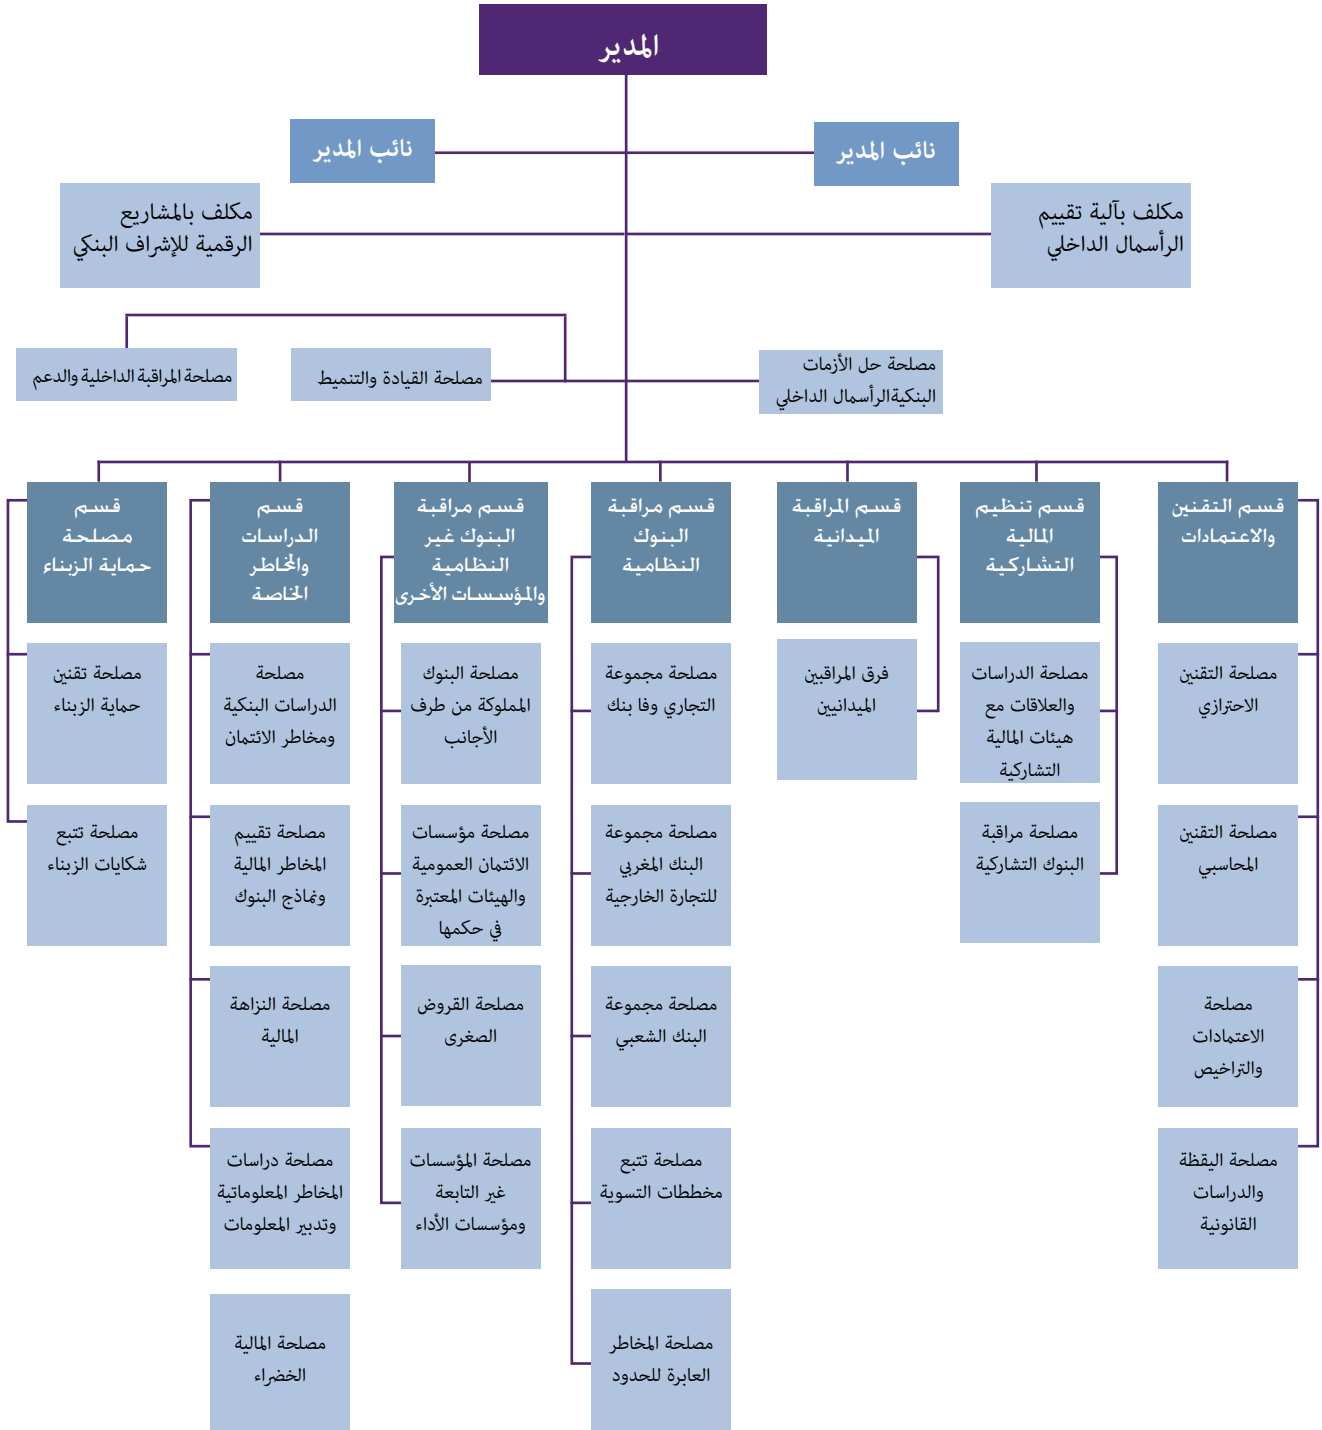 المدير
نائب المدير
نائب المدير
مكلف بآلية تقييم
الرأسمال الداخلي
مكلف بالمشاريع
الرقمية للإشراف البنكي
مصلحة حل الأزمات
البنكيةالرأسمال الداخلي
مصلحة القيادة والتنميط
مصلحة المراقبة الداخلية والدعم
قسم التقنين
والاعتمادات
مصلحة التقنين
الاحترازي
مصلحة التقنين
المحاسبي
مصلحة
الاعتمادات
والتراخيص
مصلحة اليقظة
والدراسات
القانونية
قسم تنظيم
المالية
التشاركية
مصلحة الدراسات
والعلاقات مع
هيئات المالية
التشاركية
مصلحة مراقبة
البنوك التشاركية
قسم المراقبة
الميدانية
فرق المراقبين
الميدانيين
قسم مراقبة
البنوك
النظامية
مصلحة مجموعة
التجاري وفا بنك
مصلحة مجموعة
البنك المغربي
للتجارة الخارجية
مصلحة مجموعة
البنك الشعبي
مصلحة تتبع
مخططات التسوية
مصلحة المخاطر
العابرة للحدود
قسم مراقبة
البنوك غير
النظامية
والمؤسسات الأخرى
مصلحة البنوك
المملوكة من طرف
الأجانب
مصلحة مؤسسات
الائتمان العمومية
والهيئات المعتبرة
في حكمها
مصلحة القروض
الصغرى
مصلحة المؤسسات
غير التابعة
ومؤسسات الأداء
قسم
الدراسات
والمخاطر
الخاصة
مصلحة
الدراسات البنكية
ومخاطر الائتمان
مصلحة تقييم
المخاطر المالية
ونماذج البنوك
مصلحة النزاهة
المالية
مصلحة دراسات
المخاطر المعلوماتية
وتدبير المعلومات
مصلحة المالية
الخضراء
قسم
مصلحة
حماية الزبناء
مصلحة تقنين
حماية الزبناء
مصلحة تتبع
شكايات الزبناء